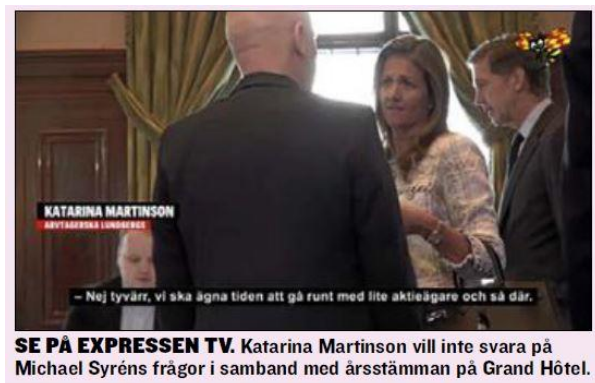 KATARINA MARTINSON
ARVTAGERSKA LUNDBERGS
– Nej tyvärr, vi ska ägna tiden att gå runt med lite aktieägare och så där.
SE PÅ EXPRESSEN TV. Katarina Martinson vill inte svara på
Michael Syréns frågor i samband med årsstämman på Grand Hôtel.